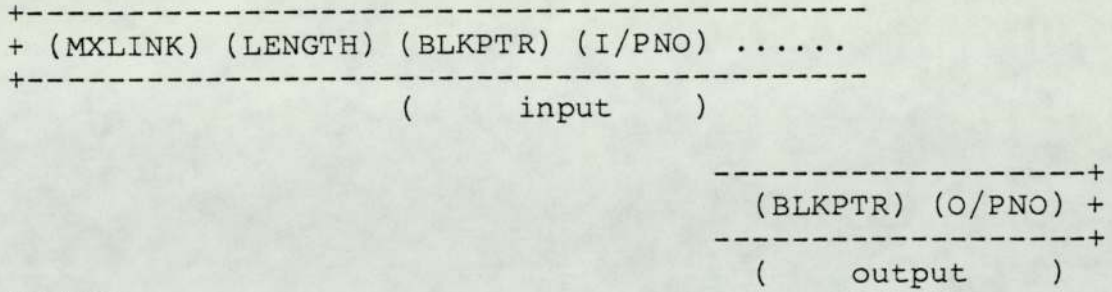 +-------------------------------------------
+ (MXLINK) (LENGTH) (BLKPTR) (I/PNO) ......
+-------------------------------------------
( input )
-------------------+
(BLKPTR) (O/PNO) +
-------------------+
( output )